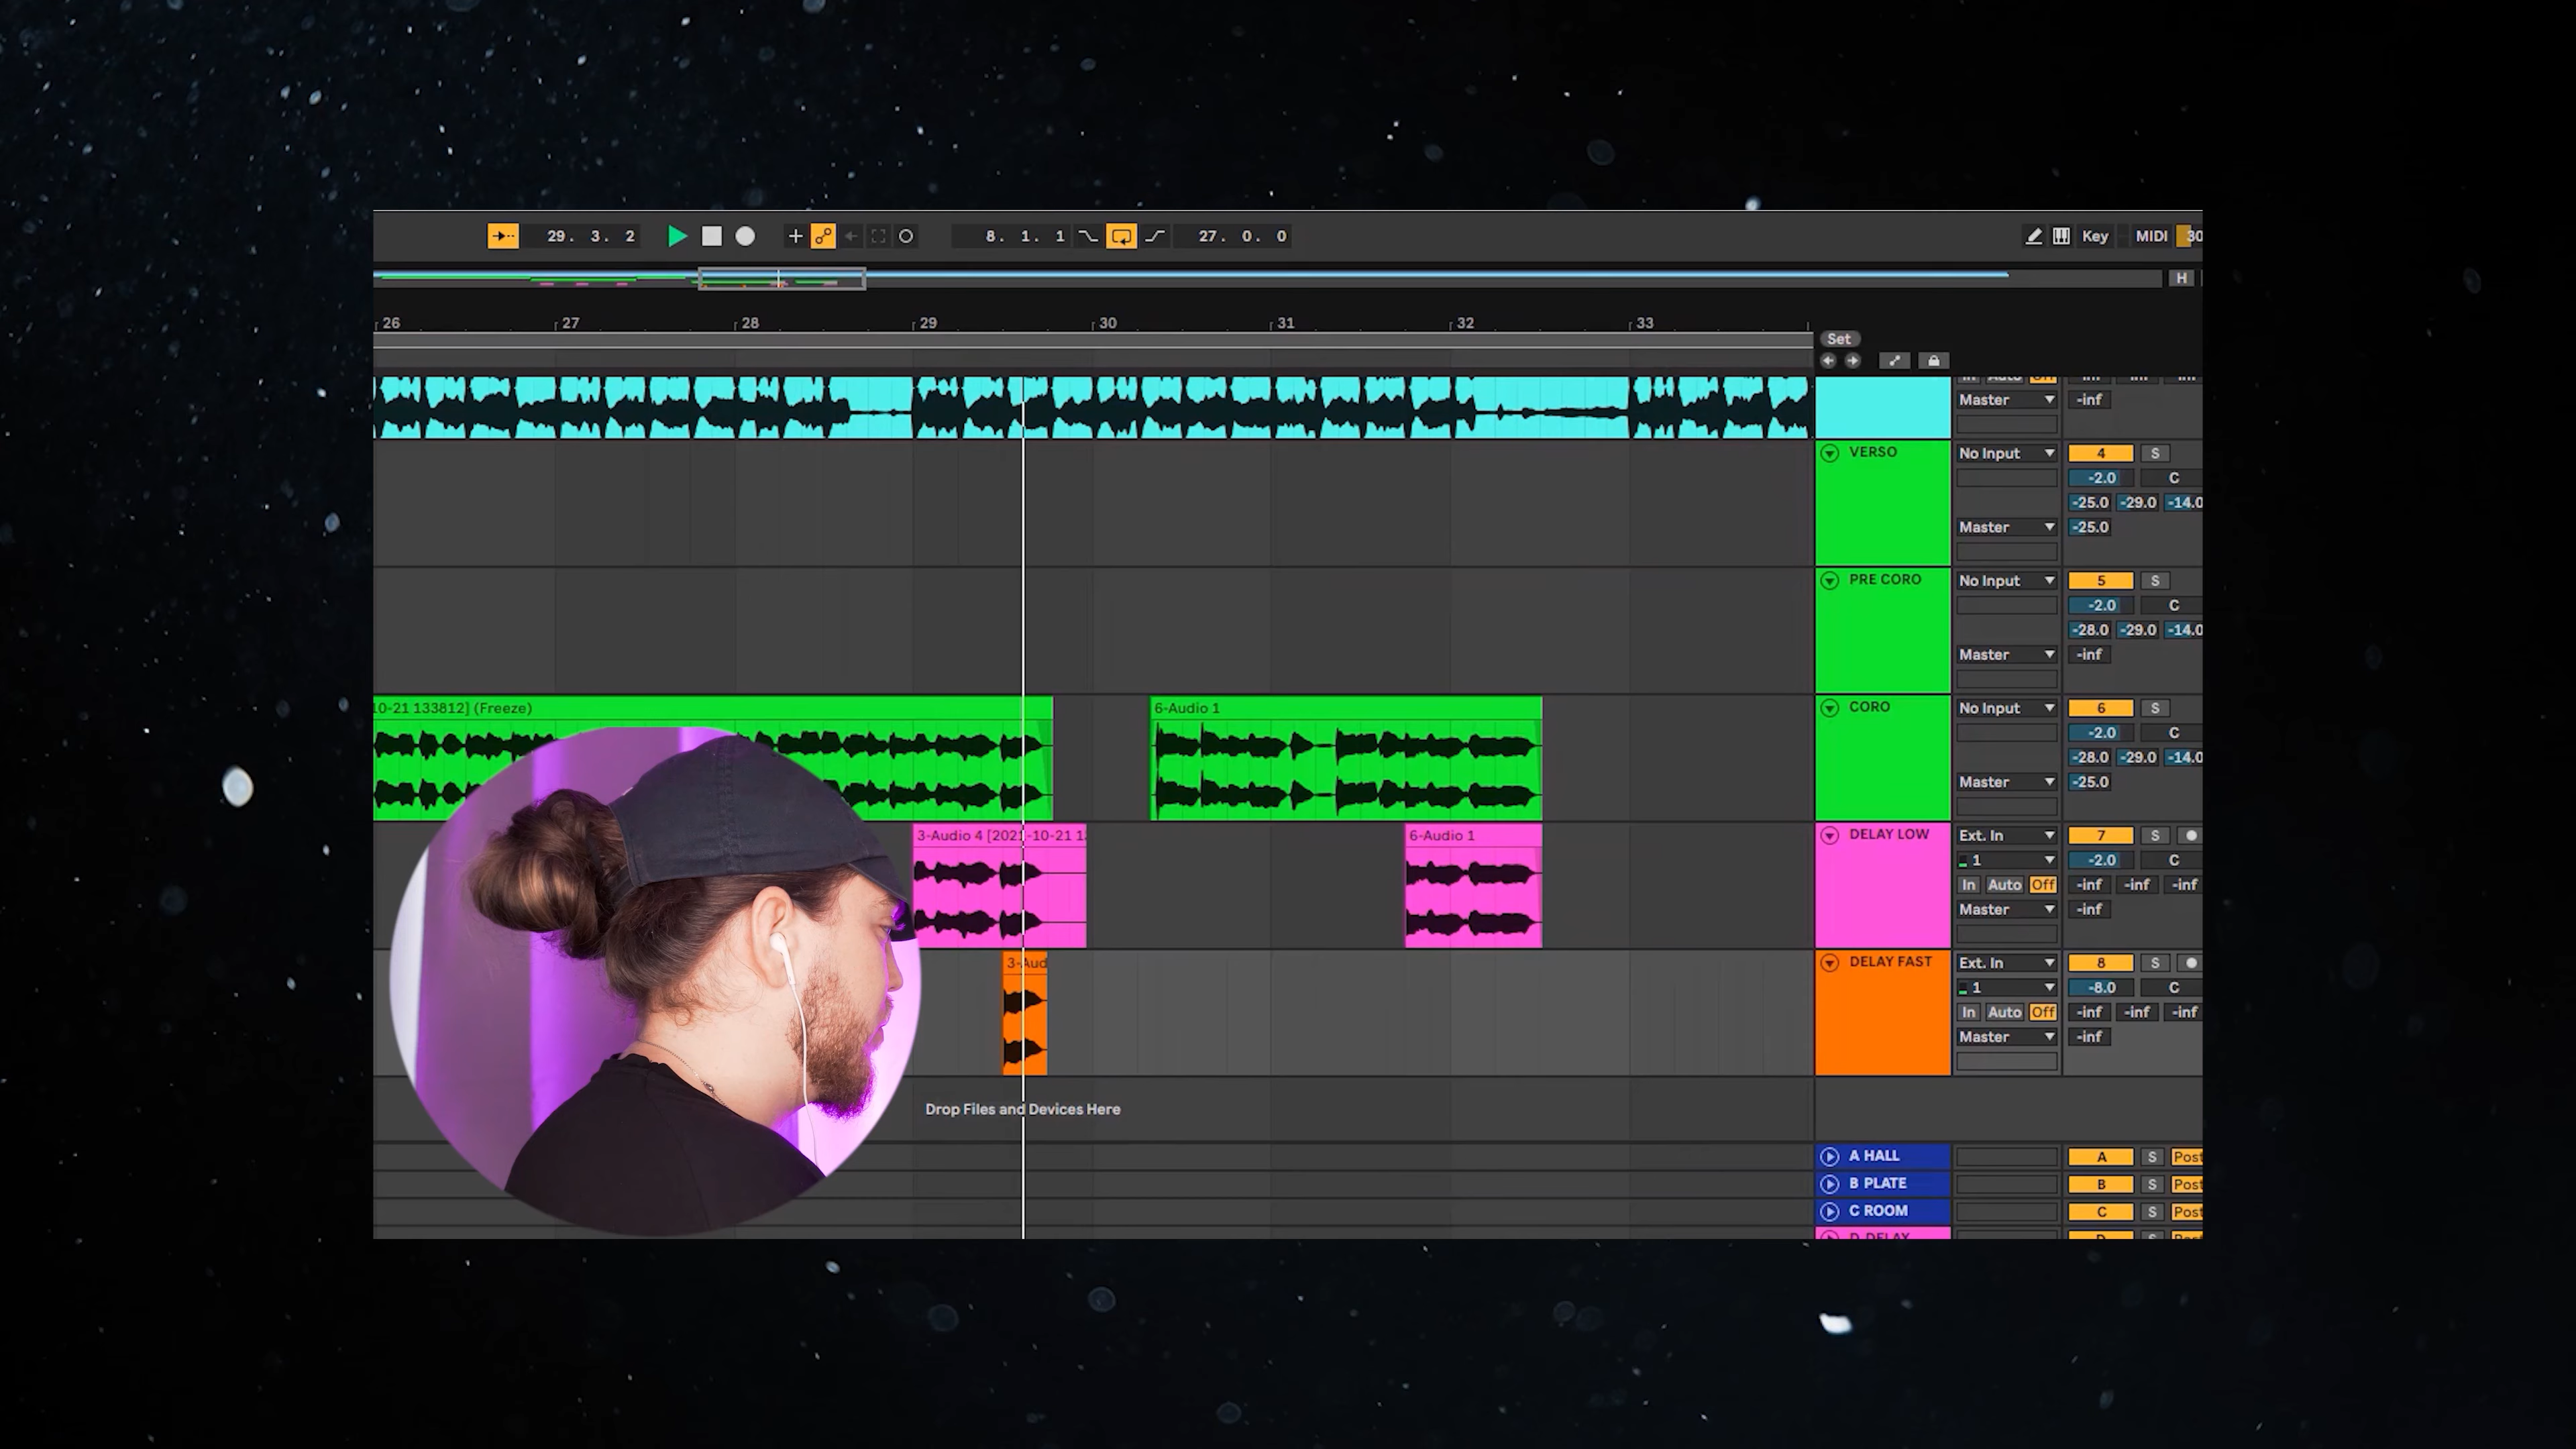 29. 3. 2
8. 1. 1
27. 0. 0
Key
MIDI
H
26 27 28 29 30 31 32 33
Set
Master
-inf
VERSO
No Input
4
S
-2.0
C
-25.0 -29.0 -14.0
Master
-25.0
PRE CORO
No Input
5
S
-2.0
C
-28.0 -29.0 -14.0
Master
-inf
10-21 133812] (Freeze)
6-Audio 1
CORO
No Input
6
S
-2.0
C
-28.0 -29.0 -14.0
Master
-25.0
3-Audio 4 [2021-10-21 1
6-Audio 1
DELAY LOW
Ext. In
7
S
1
-2.0
C
In Auto Off
-inf -inf -inf
Master
-inf
3-Aud
DELAY FAST
Ext. In
8
S
1
-8.0
C
In Auto Off
-inf -inf -inf
Master
-inf
Drop Files and Devices Here
A HALL
A
S
Post
B PLATE
B
S
Post
C ROOM
C
S
Post
D DELAY